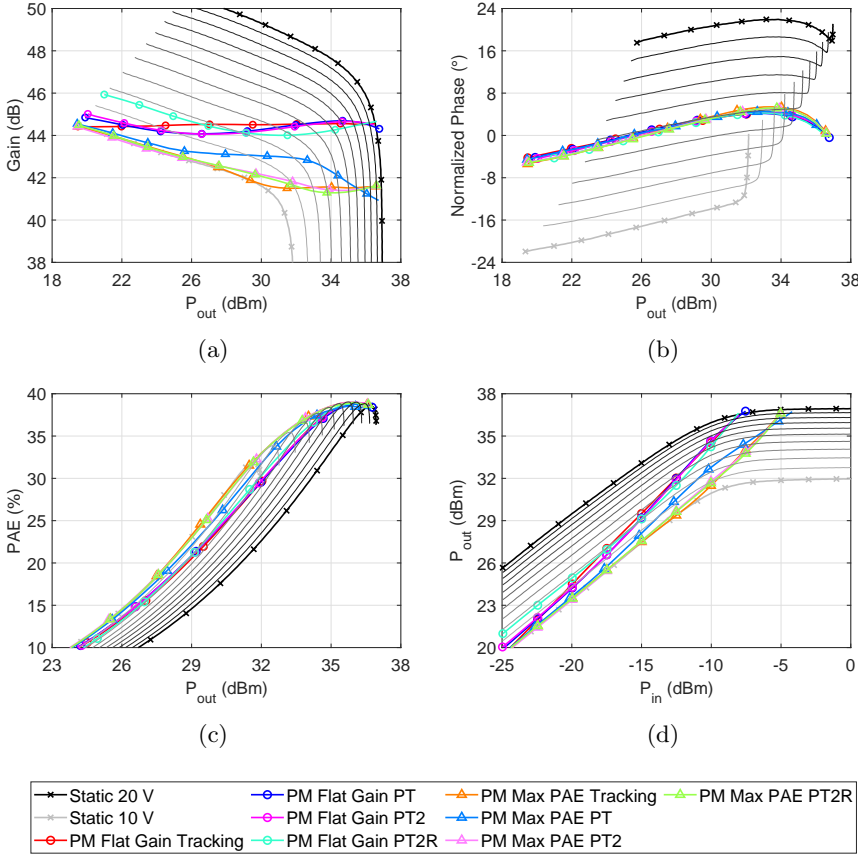 50
48
46
44
42
40
38
Gain (dB)
18 22 26 30 34 38
P_out (dBm)
(a)
24
16
8
0
-8
-16
-24
Normalized Phase (°)
18 22 26 30 34 38
P_out (dBm)
(b)
40
35
30
25
20
15
10
PAE (%)
23 26 29 32 35 38
P_out (dBm)
(c)
38
35
32
29
26
23
20
P_out (dBm)
-25 -20 -15 -10 -5 0
P_in (dBm)
(d)
Static 20 V
Static 10 V
PM Flat Gain Tracking
PM Flat Gain PT
PM Flat Gain PT2
PM Flat Gain PT2R
PM Max PAE Tracking
PM Max PAE PT
PM Max PAE PT2
PM Max PAE PT2R